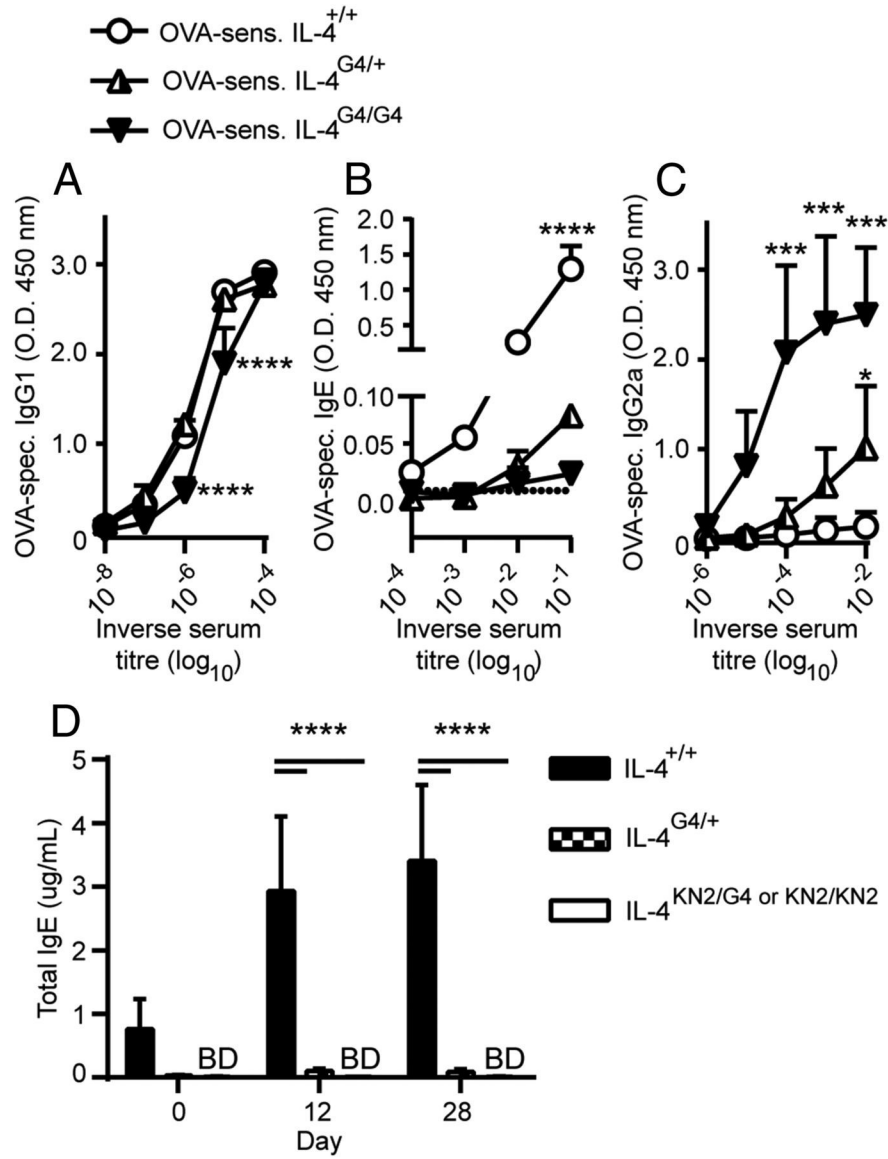 OVA-sens. IL-4+/+
OVA-sens. IL-4G4/+
OVA-sens. IL-4G4/G4
A
OVA-spec. IgG1 (O.D. 450 nm)
3.0
2.0
1.0
0
****
****
10-8
10-6
10-4
Inverse serum
titre (log10)
B
OVA-spec. IgE (O.D. 450 nm)
2.0
1.5
1.0
0.5
0.10
0.05
0.0
****
10-4
10-3
10-2
10-1
Inverse serum
titre (log10)
C
OVA-spec. IgG2a (O.D. 450 nm)
3.0
2.0
1.0
0
***
***
***
*
10-6
10-4
10-2
Inverse serum
titre (log10)
D
Total IgE (ug/mL)
5
4
3
2
1
0
****
****
BD
BD
BD
0
12
28
Day
IL-4+/+
IL-4G4/+
IL-4KN2/G4 or KN2/KN2